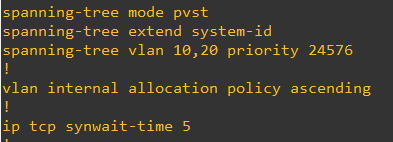 spanning-tree mode pvst
spanning-tree extend system-id
spanning-tree vlan 10,20 priority 24576
!
vlan internal allocation policy ascending
!
ip tcp synwait-time 5